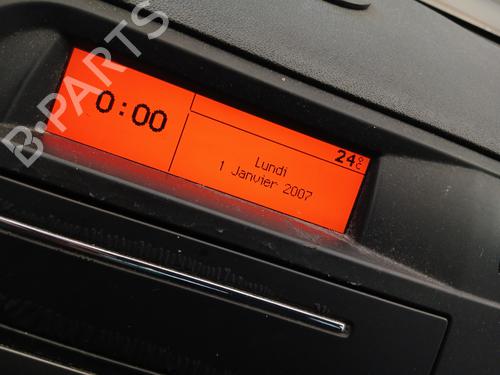 0:00
24°C
Lundi
1 Janvier 2007
B-PARTS